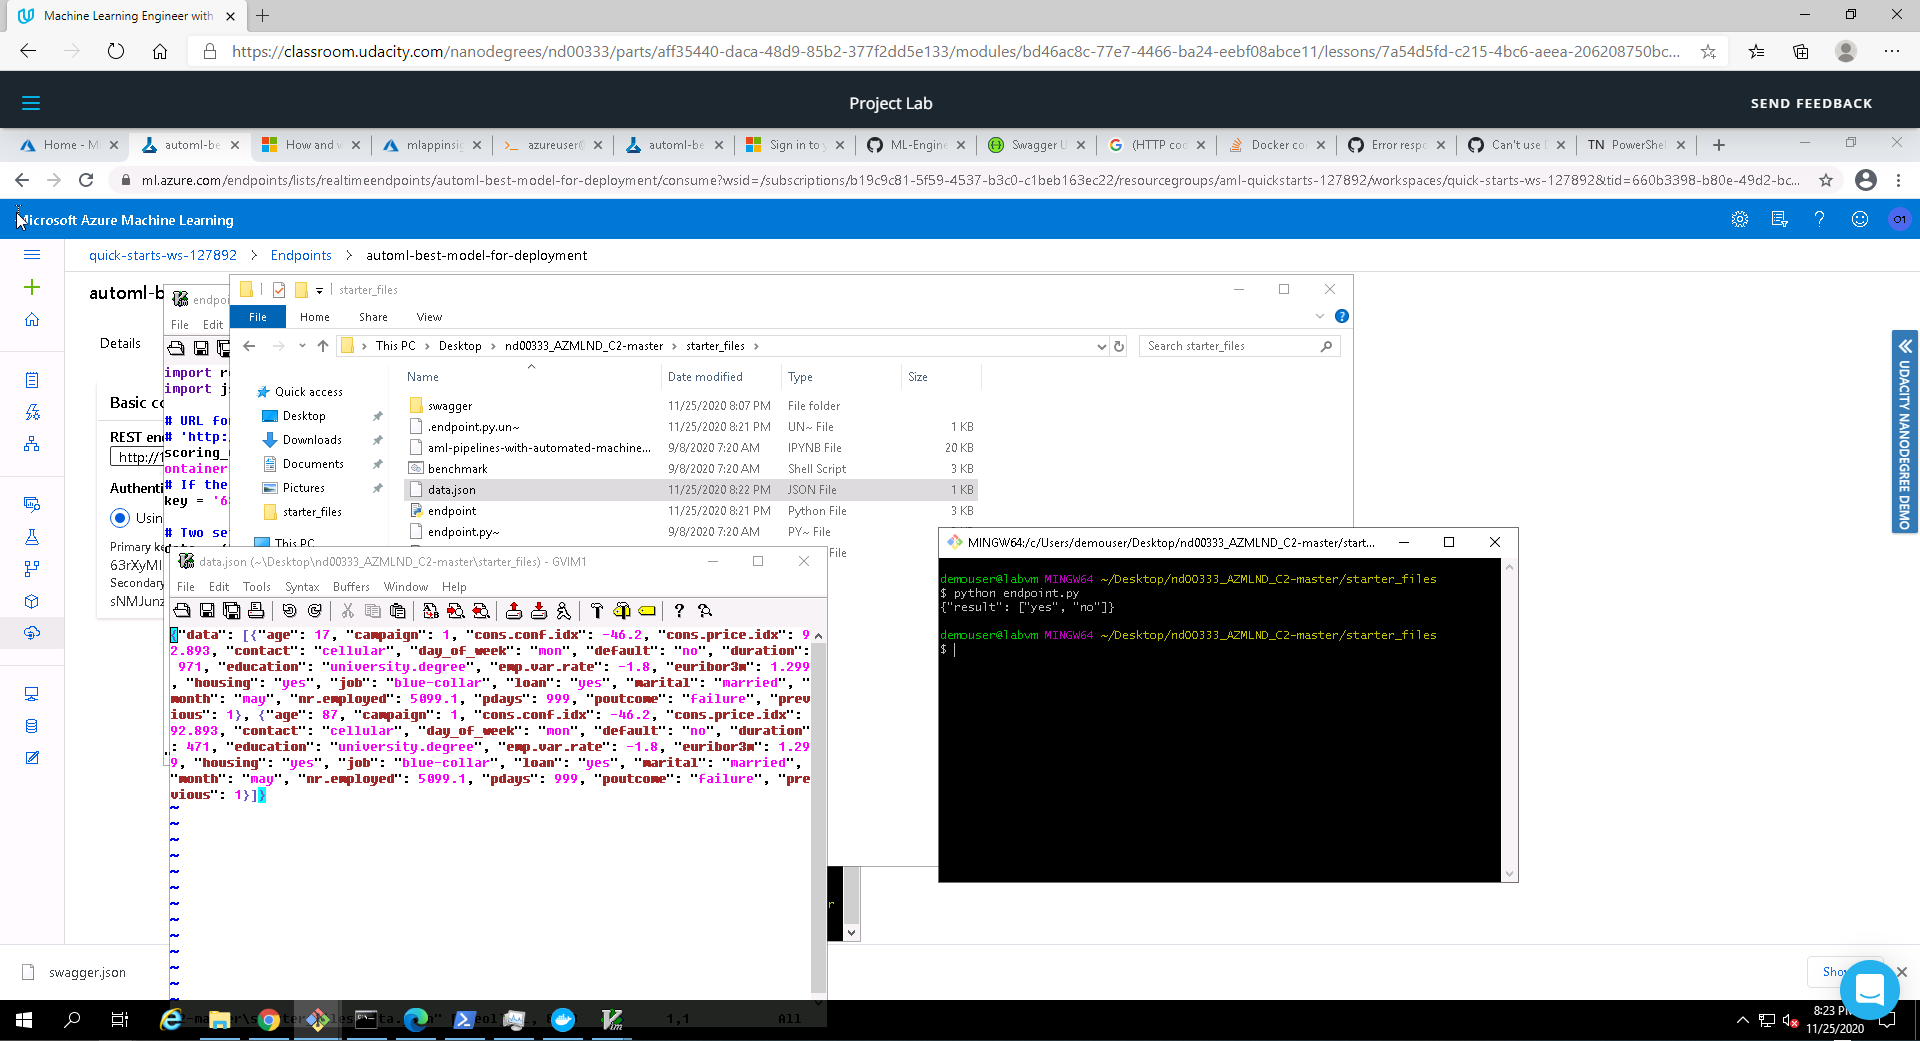 Machine Learning Engineer with
https://classroom.udacity.com/nanodegrees/nd00333/parts/aff35440-daca-48d9-85b2-377f2dd5e133/modules/bd46ac8c-77e7-4466-ba24-eebf08abce11/lessons/7a54d5fd-c215-4bc6-aeea-206208750bc...
Project Lab
SEND FEEDBACK
Home - M
automl-be
How and
mlappinsig
azureuser@
automl-be
Sign in to
ML-Engine
Swagger U
(HTTP co
Docker co
Error resp
Can't use
TN PowerShel
ml.azure.com/endpoints/lists/realtimeendpoints/automl-best-model-for-deployment/consume?wsid=/subscriptions/b19c9c81-5f59-4537-b3c0-c1beb163ec22/resourcegroups/aml-quickstarts-127892/workspaces/quick-starts-ws-127892&tid=660b3398-b80e-49d2-bc...
Microsoft Azure Machine Learning
quick-starts-ws-127892 > Endpoints > automl-best-model-for-deployment
automl-b
Details
Basic co
REST en
http://1
Authenti
Usin
Primary ke
63rXyMl
Secondary
sNMJunz
endpoi
File Edit
import r
import j
# URL fo
# 'http:
scoring_
ontainer
# If the
key = '6
# Two se
starter_files
File Home Share View
This PC > Desktop > nd00333_AZMLND_C2-master > starter_files >
Search starter_files
Quick access
Desktop
Downloads
Documents
Pictures
starter_files
This PC
Name Date modified Type Size
swagger 11/25/2020 8:07 PM File folder
.endpoint.py.un~ 11/25/2020 8:21 PM UN~ File 1 KB
aml-pipelines-with-automated-machine... 9/8/2020 7:20 AM IPYNB File 20 KB
benchmark 9/8/2020 7:20 AM Shell Script 3 KB
data.json 11/25/2020 8:22 PM JSON File 1 KB
endpoint 11/25/2020 8:21 PM Python File 3 KB
endpoint.py~ 9/8/2020 7:20 AM PY~ File
File
data.json (~\Desktop\nd00333_AZMLND_C2-master\starter_files) - GVIM1
File Edit Tools Syntax Buffers Window Help
{"data": [{"age": 17, "campaign": 1, "cons.conf.idx": -46.2, "cons.price.idx": 9
2.893, "contact": "cellular", "day_of_week": "mon", "default": "no", "duration":
 971, "education": "university.degree", "emp.var.rate": -1.8, "euribor3m": 1.299
, "housing": "yes", "job": "blue-collar", "loan": "yes", "marital": "married", "
month": "may", "nr.employed": 5099.1, "pdays": 999, "poutcome": "failure", "prev
ious": 1}, {"age": 87, "campaign": 1, "cons.conf.idx": -46.2, "cons.price.idx":
92.893, "contact": "cellular", "day_of_week": "mon", "default": "no", "duration"
: 471, "education": "university.degree", "emp.var.rate": -1.8, "euribor3m": 1.29
9, "housing": "yes", "job": "blue-collar", "loan": "yes", "marital": "married",
"month": "may", "nr.employed": 5099.1, "pdays": 999, "poutcome": "failure", "pre
vious": 1}]}
1,1 All
MINGW64:/c/Users/demouser/Desktop/nd00333_AZMLND_C2-master/start...
demouser@labvm MINGW64 ~/Desktop/nd00333_AZMLND_C2-master/starter_files
$ python endpoint.py
{"result": ["yes", "no"]}
demouser@labvm MINGW64 ~/Desktop/nd00333_AZMLND_C2-master/starter_files
$
UDACITY NANODEGREE DEMO
swagger.json
Sho
8:23 P
11/25/2020